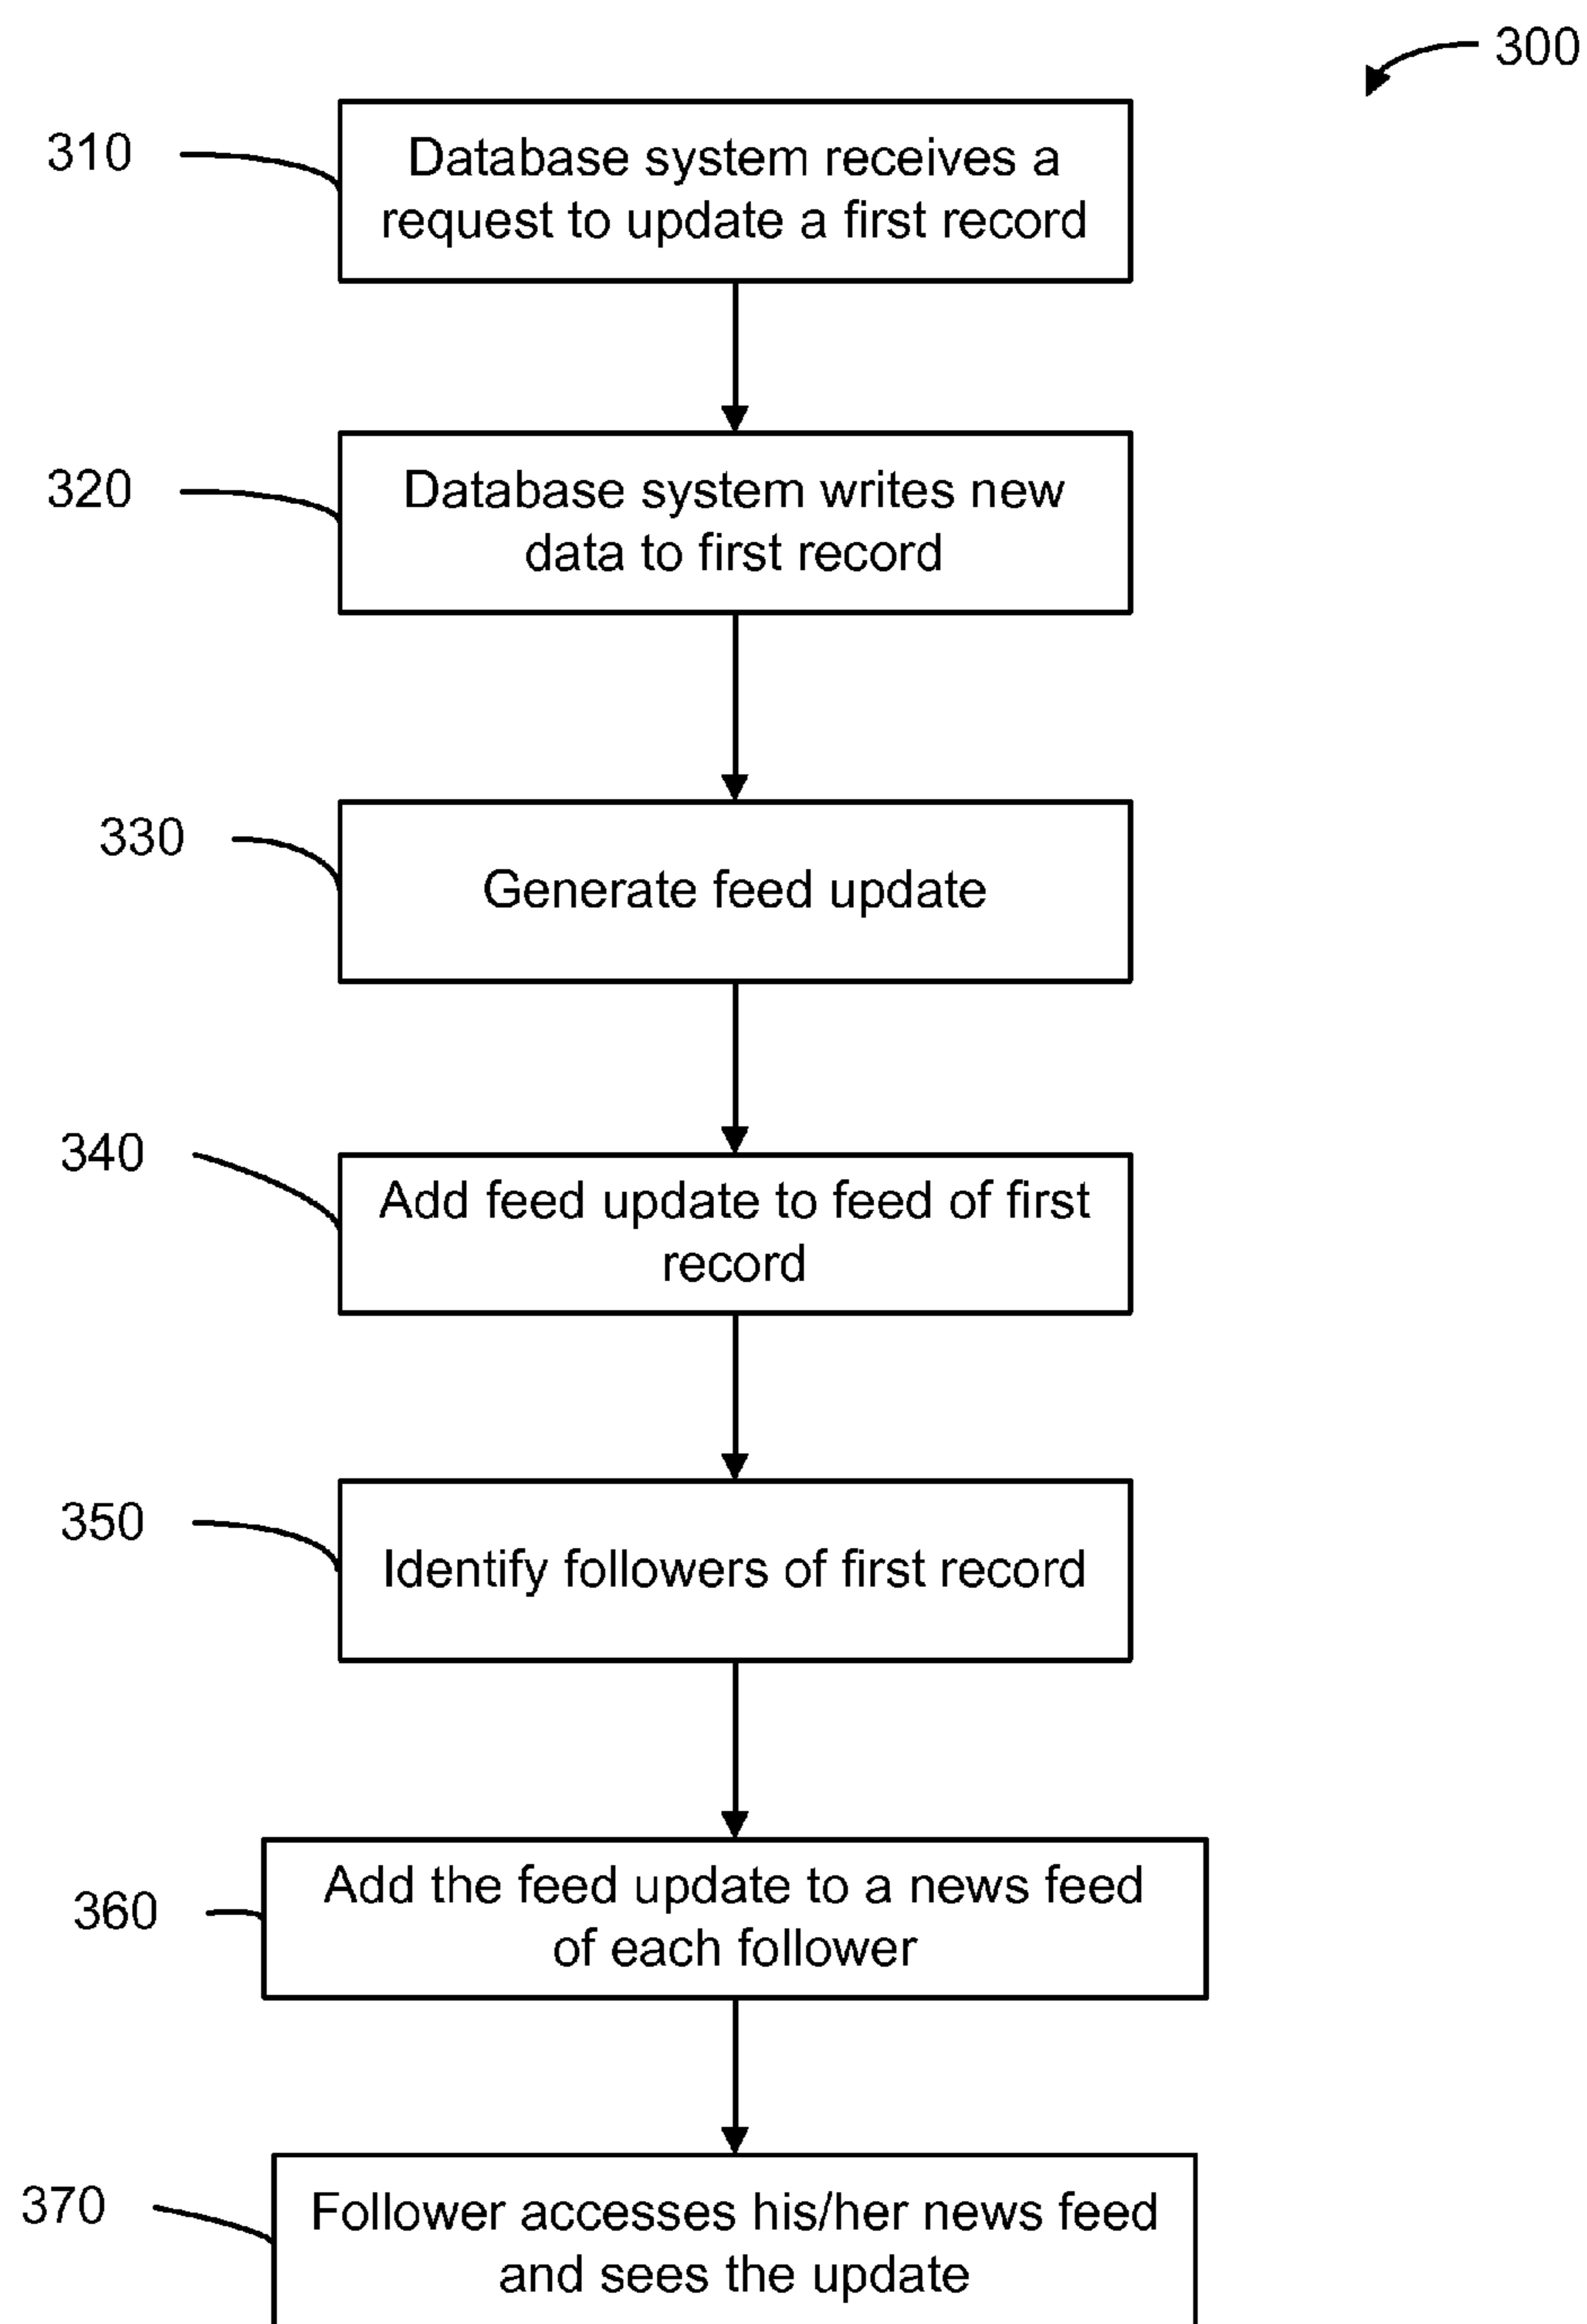 300
310
Database system receives a
request to update a first record
320
Database system writes new
data to first record
330
Generate feed update
340
Add feed update to feed of first
record
350
Identify followers of first record
360
Add the feed update to a news feed
of each follower
370
Follower accesses his/her news feed
and sees the update